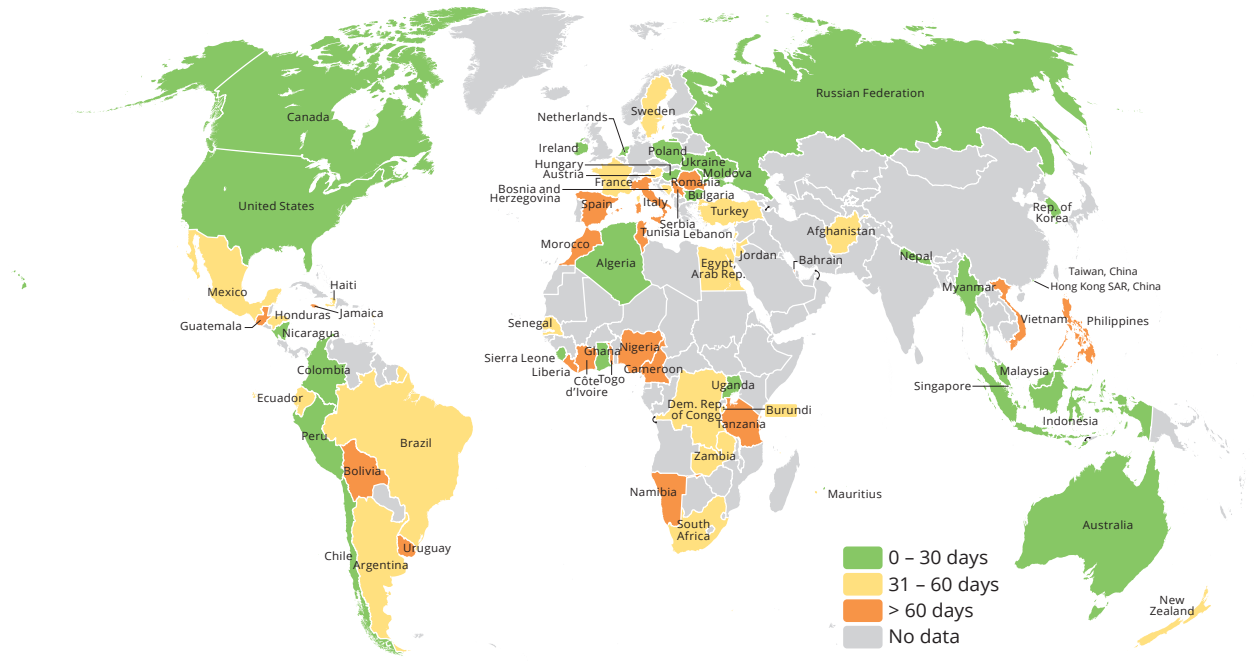 Canada
United States
Mexico
Guatemala
Honduras
Nicaragua
Haiti
Jamaica
Colombia
Ecuador
Peru
Brazil
Bolivia
Chile
Argentina
Uruguay
Sweden
Netherlands
Ireland
Poland
Hungary
Ukraine
Austria
Moldova
France
Romania
Bosnia and
Herzegovina
Bulgaria
Spain
Italy
Turkey
Serbia
Tunisia
Lebanon
Morocco
Algeria
Egypt,
Arab Rep.
Jordan
Bahrain
Afghanistan
Russian Federation
Rep. of
Korea
Nepal
Myanmar
Taiwan, China
Hong Kong SAR, China
Vietnam
Philippines
Malaysia
Singapore
Indonesia
Senegal
Sierra Leone
Liberia
Côte
d’Ivoire
Ghana
Togo
Nigeria
Cameroon
Uganda
Dem. Rep.
of Congo
Burundi
Tanzania
Zambia
Namibia
South
Africa
Mauritius
Australia
New
Zealand
0 – 30 days
31 – 60 days
> 60 days
No data